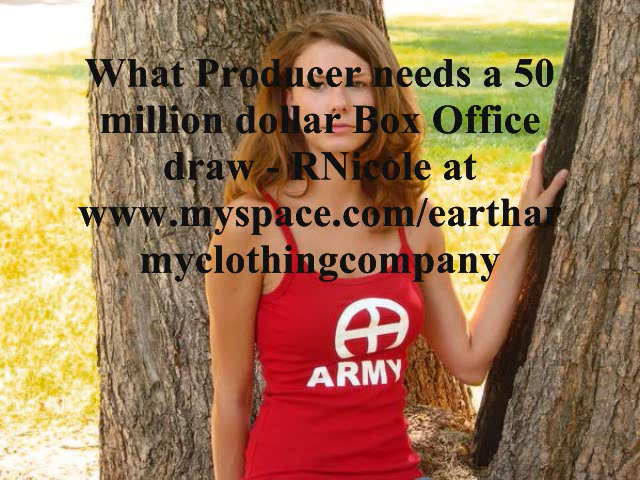 What Producer needs a 50
million dollar Box Office
draw - RNicole at
www.myspace.com/earthar
myclothingcompany
ARMY